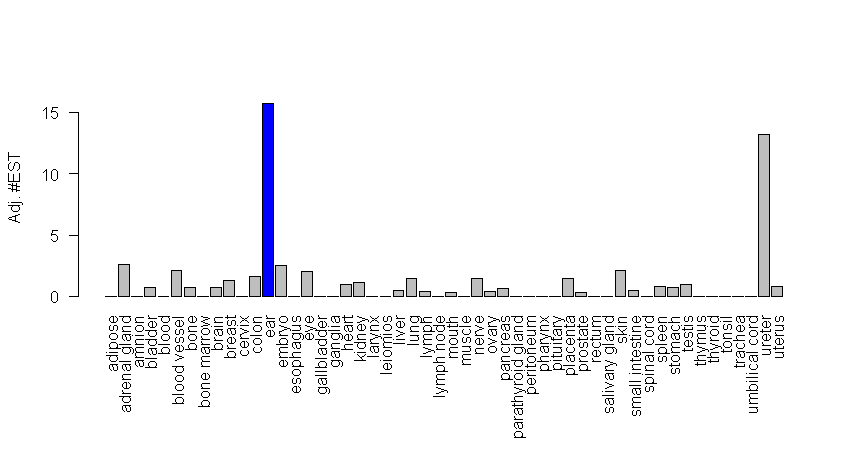 Adj. #EST
15
10
5
0
adipose
adrenal gland
amnion
bladder
blood
blood vessel
bone
bone marrow
brain
breast
cervix
colon
ear
embryo
esophagus
eye
gallbladder
ganglia
heart
kidney
larynx
leiomios
liver
lung
lymph
lymph node
mouth
muscle
nerve
ovary
pancreas
parathyroid gland
peritoneum
pharynx
pituitary
placenta
prostate
rectum
salivary gland
skin
small intestine
spinal cord
spleen
stomach
testis
thymus
thyroid
tonsil
trachea
umbilical cord
ureter
uterus